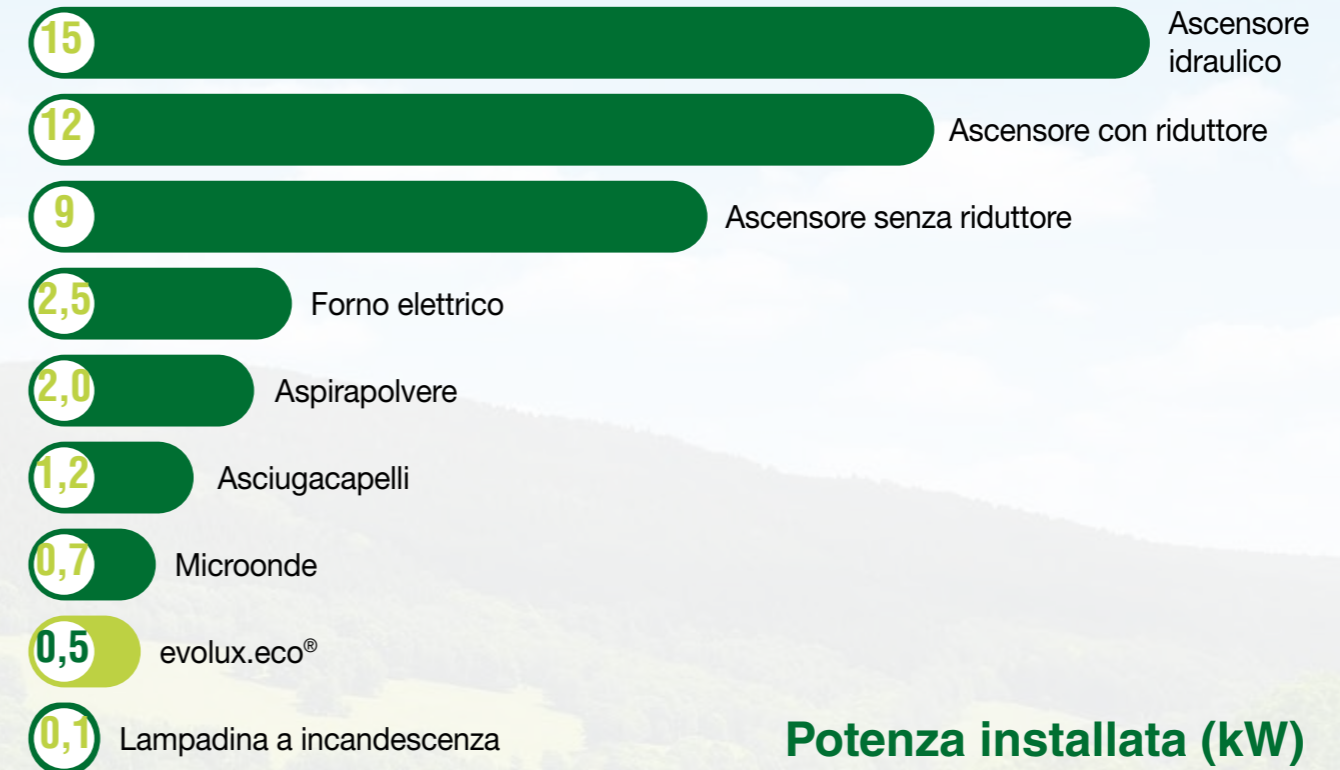 15 Ascensore
idraulico
12 Ascensore con riduttore
9 Ascensore senza riduttore
2,5 Forno elettrico
2,0 Aspirapolvere
1,2 Asciugacapelli
0,7 Microonde
0,5 evolux.eco®
0,1 Lampadina a incandescenza
Potenza installata (kW)